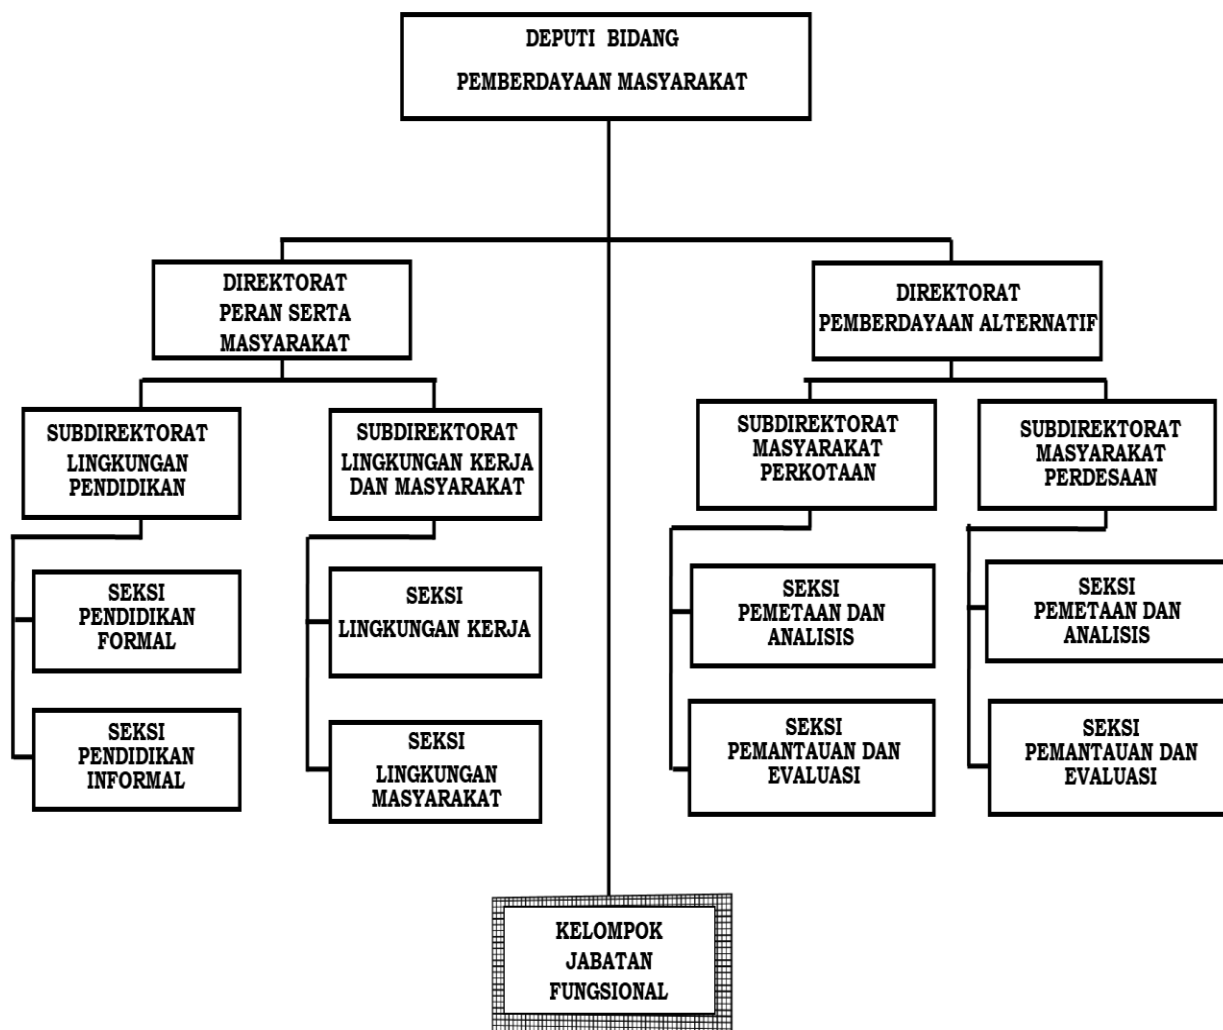 DEPUTI BIDANG
PEMBERDAYAAN MASYARAKAT
DIREKTORAT
PERAN SERTA
MASYARAKAT
DIREKTORAT
PEMBERDAYAAN ALTERNATIF
SUBDIREKTORAT
LINGKUNGAN
PENDIDIKAN
SUBDIREKTORAT
LINGKUNGAN KERJA
DAN MASYARAKAT
SUBDIREKTORAT
MASYARAKAT
PERKOTAAN
SUBDIREKTORAT
MASYARAKAT
PERDESAAN
SEKSI
PENDIDIKAN
FORMAL
SEKSI
LINGKUNGAN KERJA
SEKSI
PEMETAAN DAN
ANALISIS
SEKSI
PEMETAAN DAN
ANALISIS
SEKSI
PENDIDIKAN
INFORMAL
SEKSI
LINGKUNGAN
MASYARAKAT
SEKSI
PEMANTAUAN DAN
EVALUASI
SEKSI
PEMANTAUAN DAN
EVALUASI
KELOMPOK
JABATAN
FUNGSIONAL